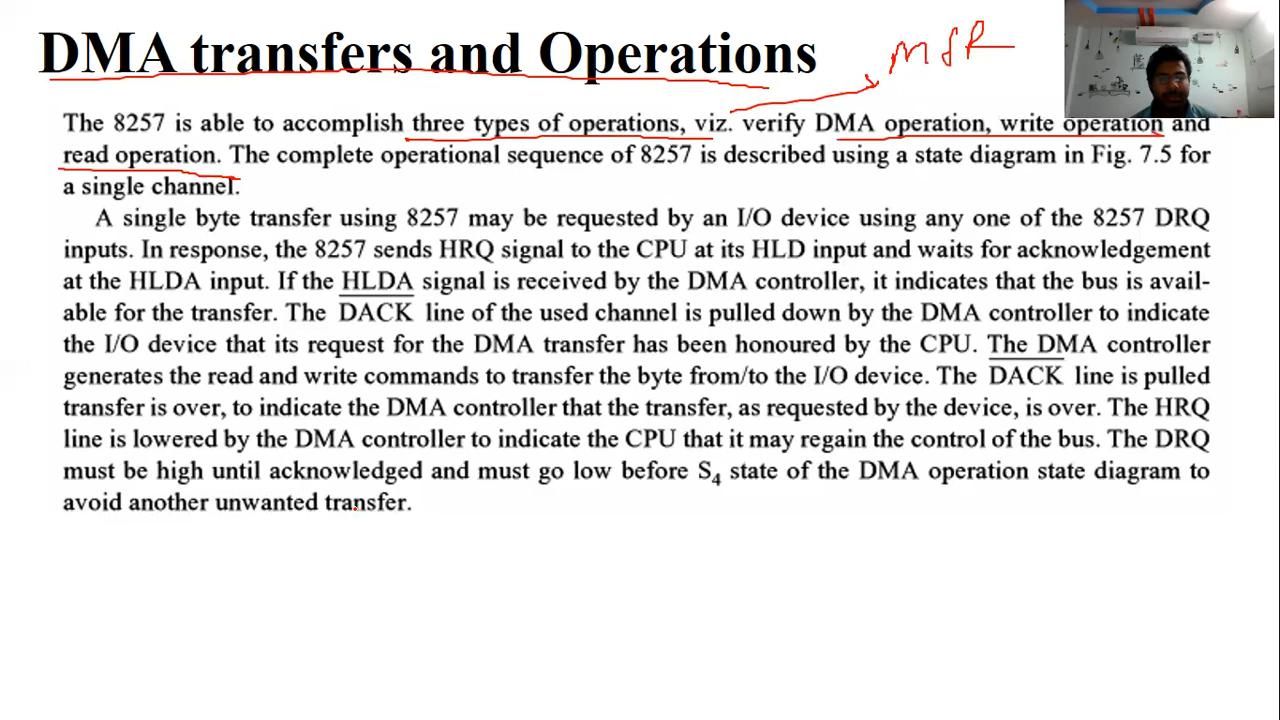 DMA transfers and Operations
MSR
The 8257 is able to accomplish three types of operations, viz. verify DMA operation, write operation and
read operation. The complete operational sequence of 8257 is described using a state diagram in Fig. 7.5 for
a single channel.
A single byte transfer using 8257 may be requested by an I/O device using any one of the 8257 DRQ
inputs. In response, the 8257 sends HRQ signal to the CPU at its HLD input and waits for acknowledgement
at the HLDA input. If the HLDA signal is received by the DMA controller, it indicates that the bus is avail-
able for the transfer. The DACK line of the used channel is pulled down by the DMA controller to indicate
the I/O device that its request for the DMA transfer has been honoured by the CPU. The DMA controller
generates the read and write commands to transfer the byte from/to the I/O device. The DACK line is pulled
transfer is over, to indicate the DMA controller that the transfer, as requested by the device, is over. The HRQ
line is lowered by the DMA controller to indicate the CPU that it may regain the control of the bus. The DRQ
must be high until acknowledged and must go low before S4 state of the DMA operation state diagram to
avoid another unwanted transfer.